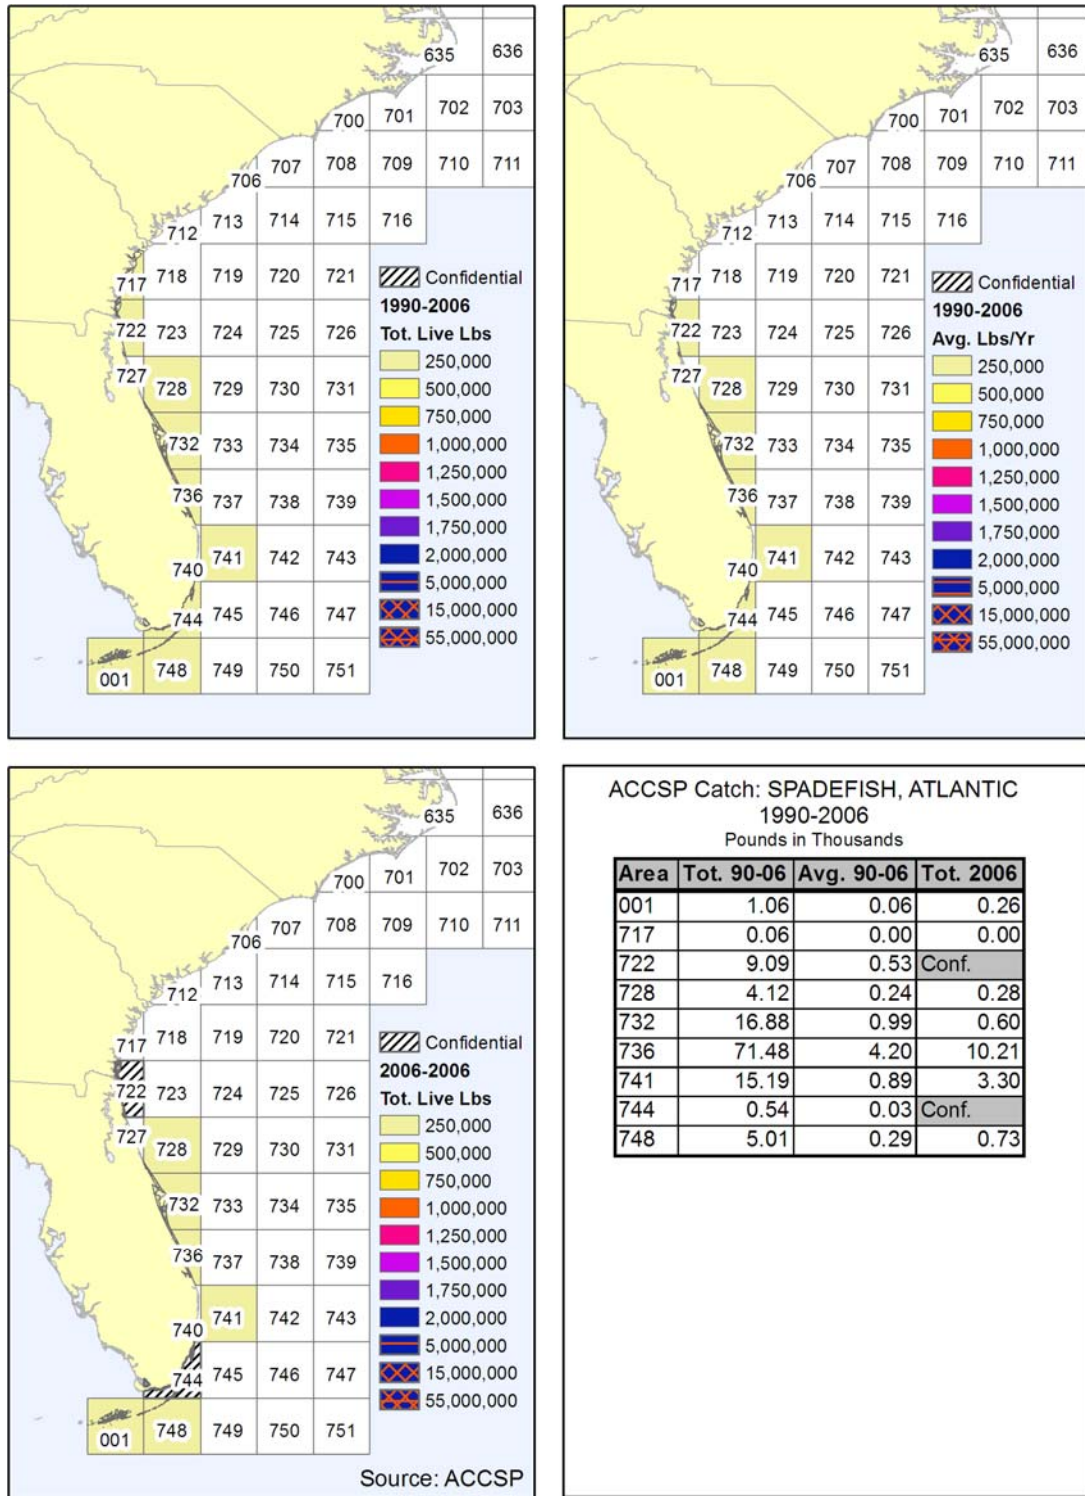 635 636
702 703
700 701
707 708 709 710 711
706
713 714 715 716
712
717 718 719 720 721
722 723 724 725 726
727 728 729 730 731
732 733 734 735
736 737 738 739
740 741 742 743
744 745 746 747
001 748 749 750 751
Confidential
1990-2006
Tot. Live Lbs
250,000
500,000
750,000
1,000,000
1,250,000
1,500,000
1,750,000
2,000,000
5,000,000
15,000,000
55,000,000
635 636
702 703
700 701
707 708 709 710 711
706
713 714 715 716
712
717 718 719 720 721
722 723 724 725 726
727 728 729 730 731
732 733 734 735
736 737 738 739
740 741 742 743
744 745 746 747
001 748 749 750 751
Confidential
1990-2006
Avg. Lbs/Yr
250,000
500,000
750,000
1,000,000
1,250,000
1,500,000
1,750,000
2,000,000
5,000,000
15,000,000
55,000,000
635 636
702 703
700 701
707 708 709 710 711
706
713 714 715 716
712
717 718 719 720 721
722 723 724 725 726
727 728 729 730 731
732 733 734 735
736 737 738 739
740 741 742 743
744 745 746 747
001 748 749 750 751
Confidential
2006-2006
Tot. Live Lbs
250,000
500,000
750,000
1,000,000
1,250,000
1,500,000
1,750,000
2,000,000
5,000,000
15,000,000
55,000,000
Source: ACCSP
ACCSP Catch: SPADEFISH, ATLANTIC
1990-2006
Pounds in Thousands
Area Tot. 90-06 Avg. 90-06 Tot. 2006
001 1.06 0.06 0.26
717 0.06 0.00 0.00
722 9.09 0.53 Conf.
728 4.12 0.24 0.28
732 16.88 0.99 0.60
736 71.48 4.20 10.21
741 15.19 0.89 3.30
744 0.54 0.03 Conf.
748 5.01 0.29 0.73